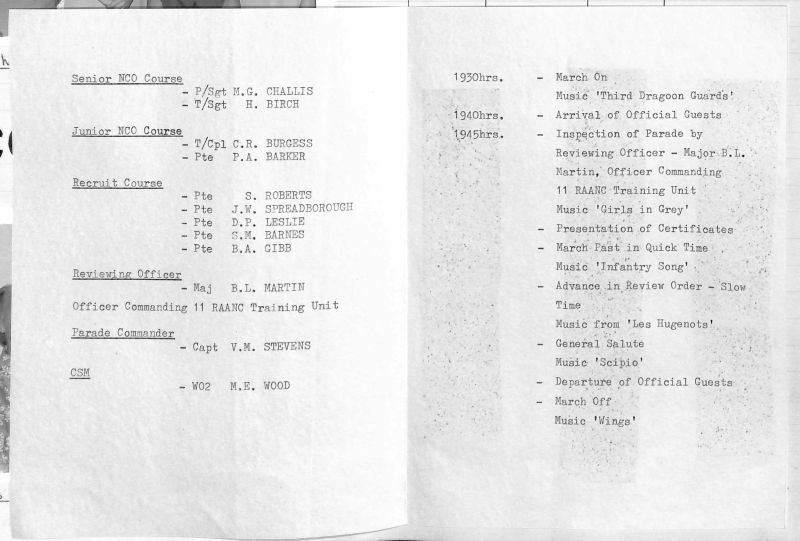 Senior NCO Course
- P/Sgt M.G. CHALLIS
- T/Sgt H. BIRCH
Junior NCO Course
- T/Cpl C.R. BURGESS
- Pte P.A. BARKER
Recruit Course
- Pte S. ROBERTS
- Pte J.W. SPREADBOROUGH
- Pte D.P. LESLIE
- Pte S.M. BARNES
- Pte B.A. GIBB
Reviewing Officer
- Maj B.L. MARTIN
Officer Commanding 11 RAANC Training Unit
Parade Commander
- Capt V.M. STEVENS
CSM
- WO2 M.E. WOOD
1930hrs. - March On
Music 'Third Dragoon Guards'
1940hrs. - Arrival of Official Guests
1945hrs. - Inspection of Parade by
Reviewing Officer - Major B.L.
Martin, Officer Commanding
11 RAANC Training Unit
Music 'Girls in Grey'
- Presentation of Certificates
- March Past in Quick Time
Music 'Infantry Song'
- Advance in Review Order - Slow
Time
Music from 'Les Hugenots'
- General Salute
Music 'Scipio'
- Departure of Official Guests
- March Off
Music 'Wings'